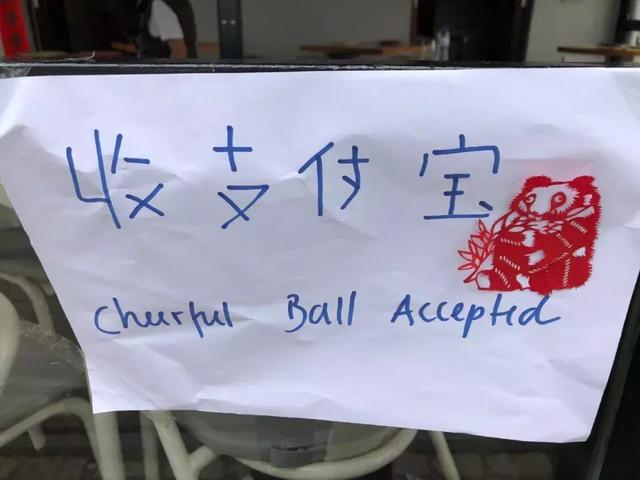 收支付宝
Cheerful Ball Accepted